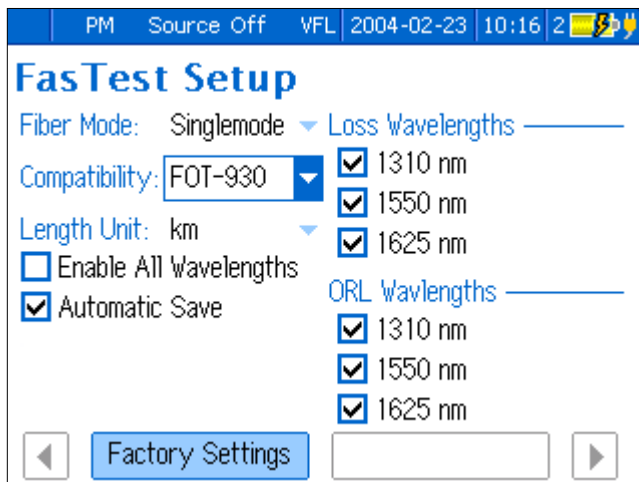 PM Source Off VFL 2004-02-23 10:16 2
FasTest Setup
Fiber Mode: Singlemode
Compatibility: FOT-930
Length Unit: km
Enable All Wavelengths
Automatic Save
Loss Wavelengths
1310 nm
1550 nm
1625 nm
ORL Wavlengths
1310 nm
1550 nm
1625 nm
Factory Settings